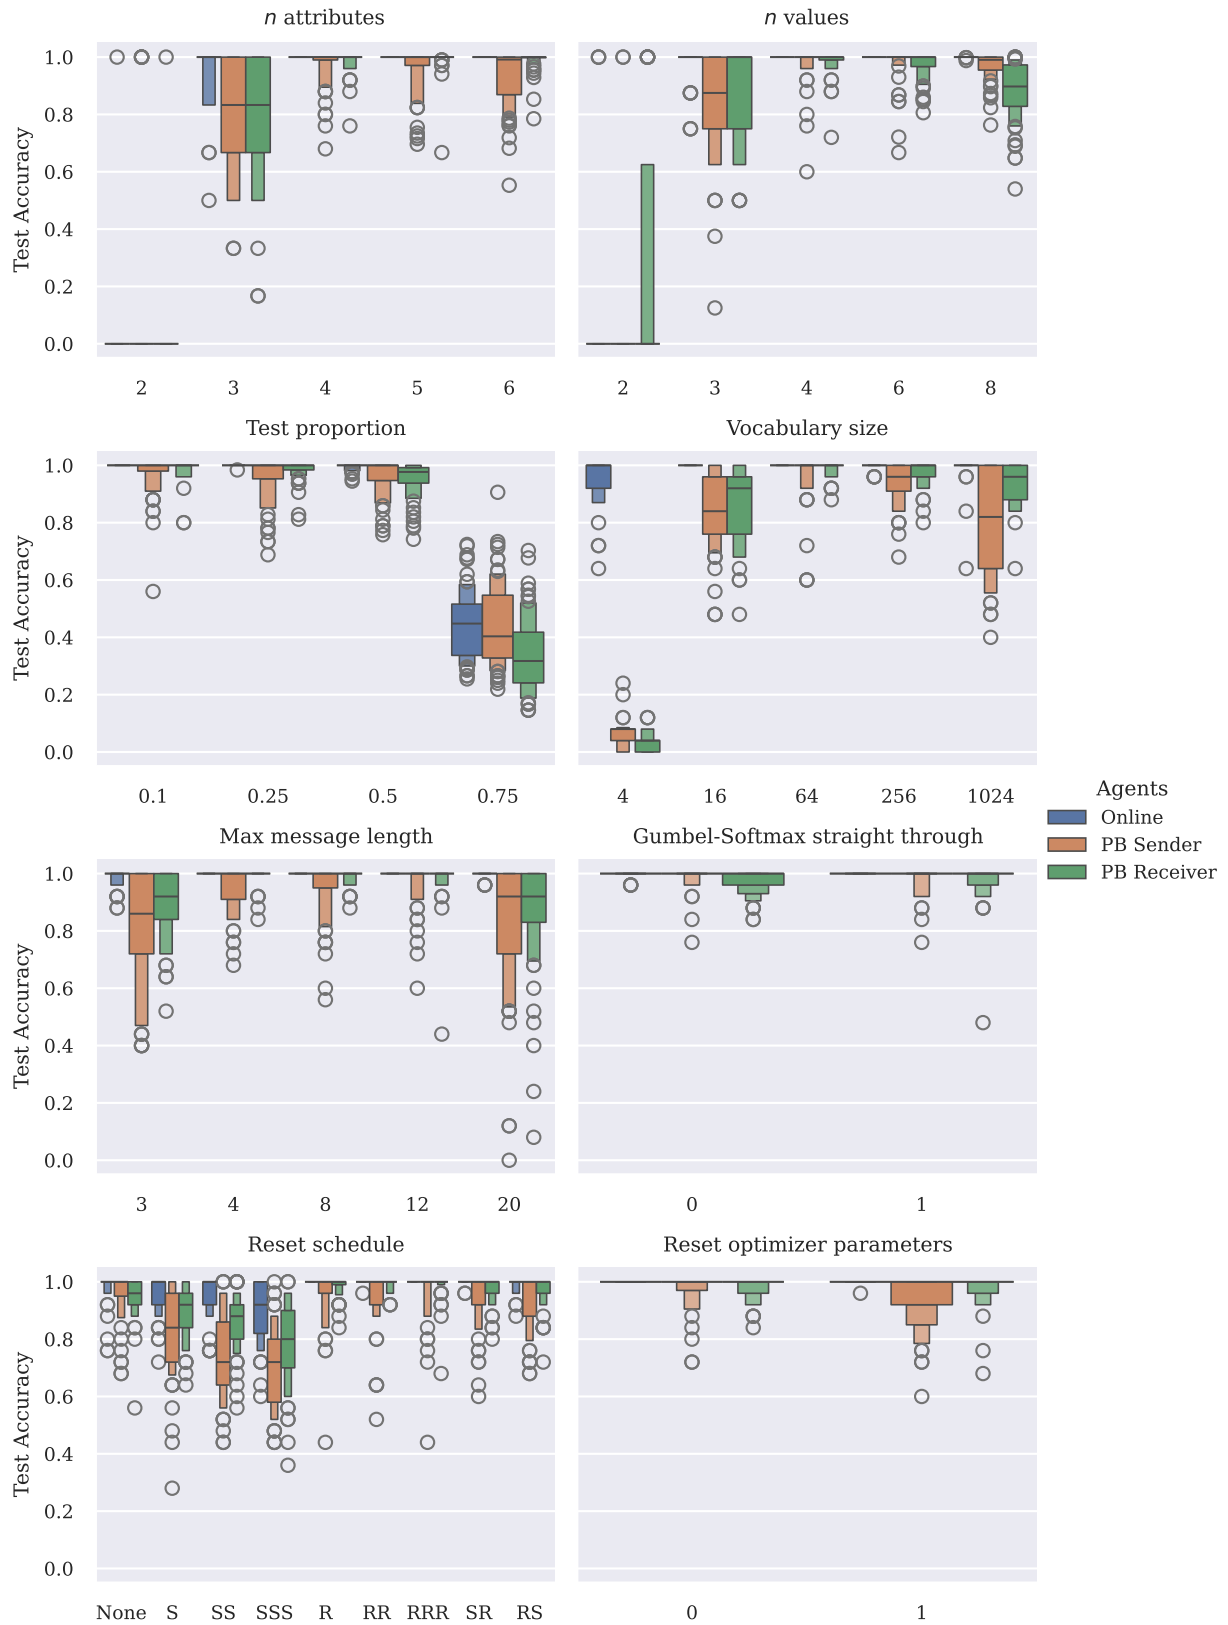 n attributes
n values
Test Accuracy
1.0
0.8
0.6
0.4
0.2
0.0
2 3 4 5 6
2 3 4 6 8
Test proportion
Vocabulary size
Test Accuracy
1.0
0.8
0.6
0.4
0.2
0.0
0.1 0.25 0.5 0.75
4 16 64 256 1024
Agents
Online
PB Sender
PB Receiver
Max message length
Gumbel-Softmax straight through
Test Accuracy
1.0
0.8
0.6
0.4
0.2
0.0
3 4 8 12 20
0 1
Reset schedule
Reset optimizer parameters
Test Accuracy
1.0
0.8
0.6
0.4
0.2
0.0
None S SS SSS R RR RRR SR RS
0 1